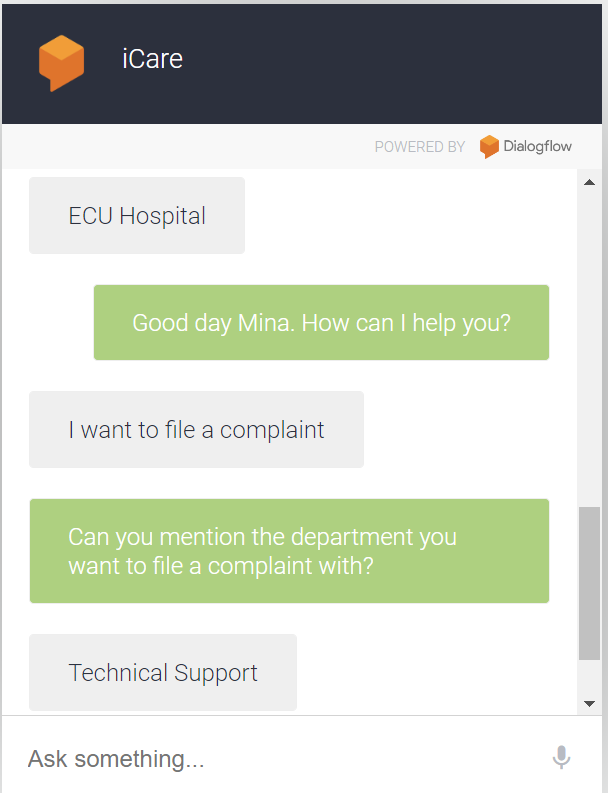 iCare
POWERED BY Dialogflow
ECU Hospital
Good day Mina. How can I help you?
I want to file a complaint
Can you mention the department you
want to file a complaint with?
Technical Support
Ask something...